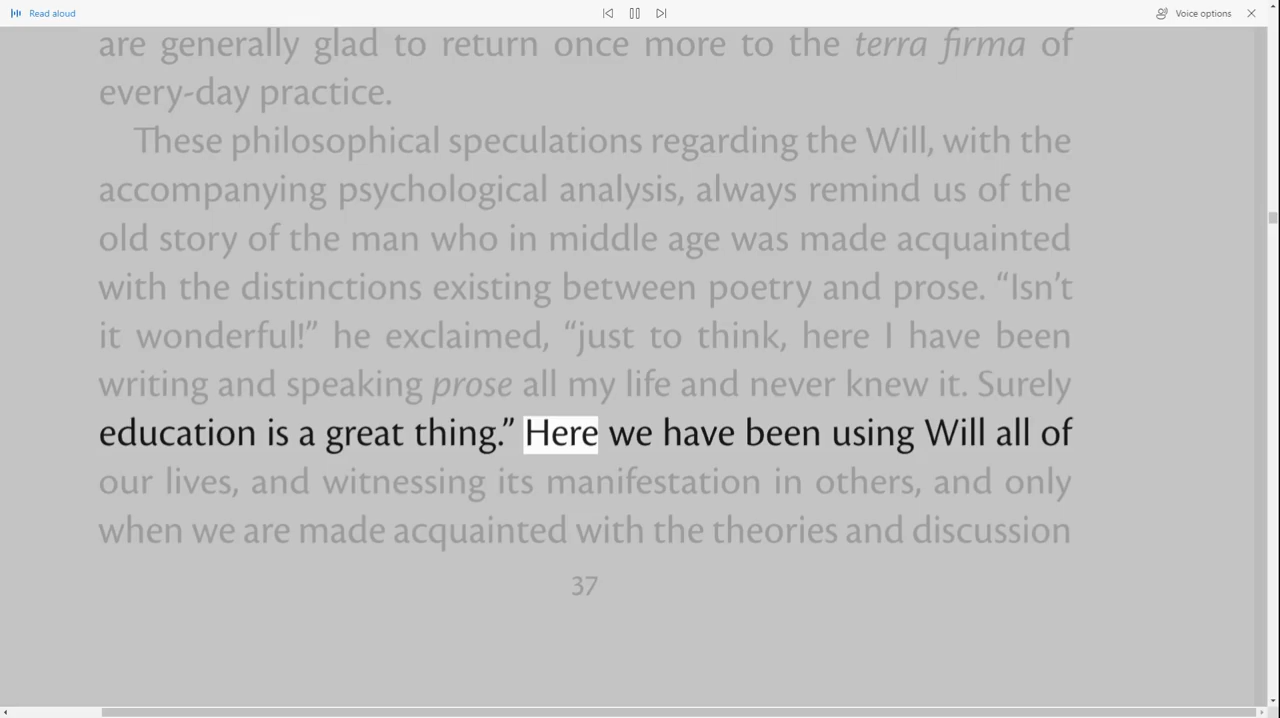 Read aloud
Voice options
are generally glad to return once more to the terra firma of
every-day practice.
These philosophical speculations regarding the Will, with the
accompanying psychological analysis, always remind us of the
old story of the man who in middle age was made acquainted
with the distinctions existing between poetry and prose. “Isn’t
it wonderful!” he exclaimed, “just to think, here I have been
writing and speaking prose all my life and never knew it. Surely
education is a great thing.” Here we have been using Will all of
our lives, and witnessing its manifestation in others, and only
when we are made acquainted with the theories and discussion
37